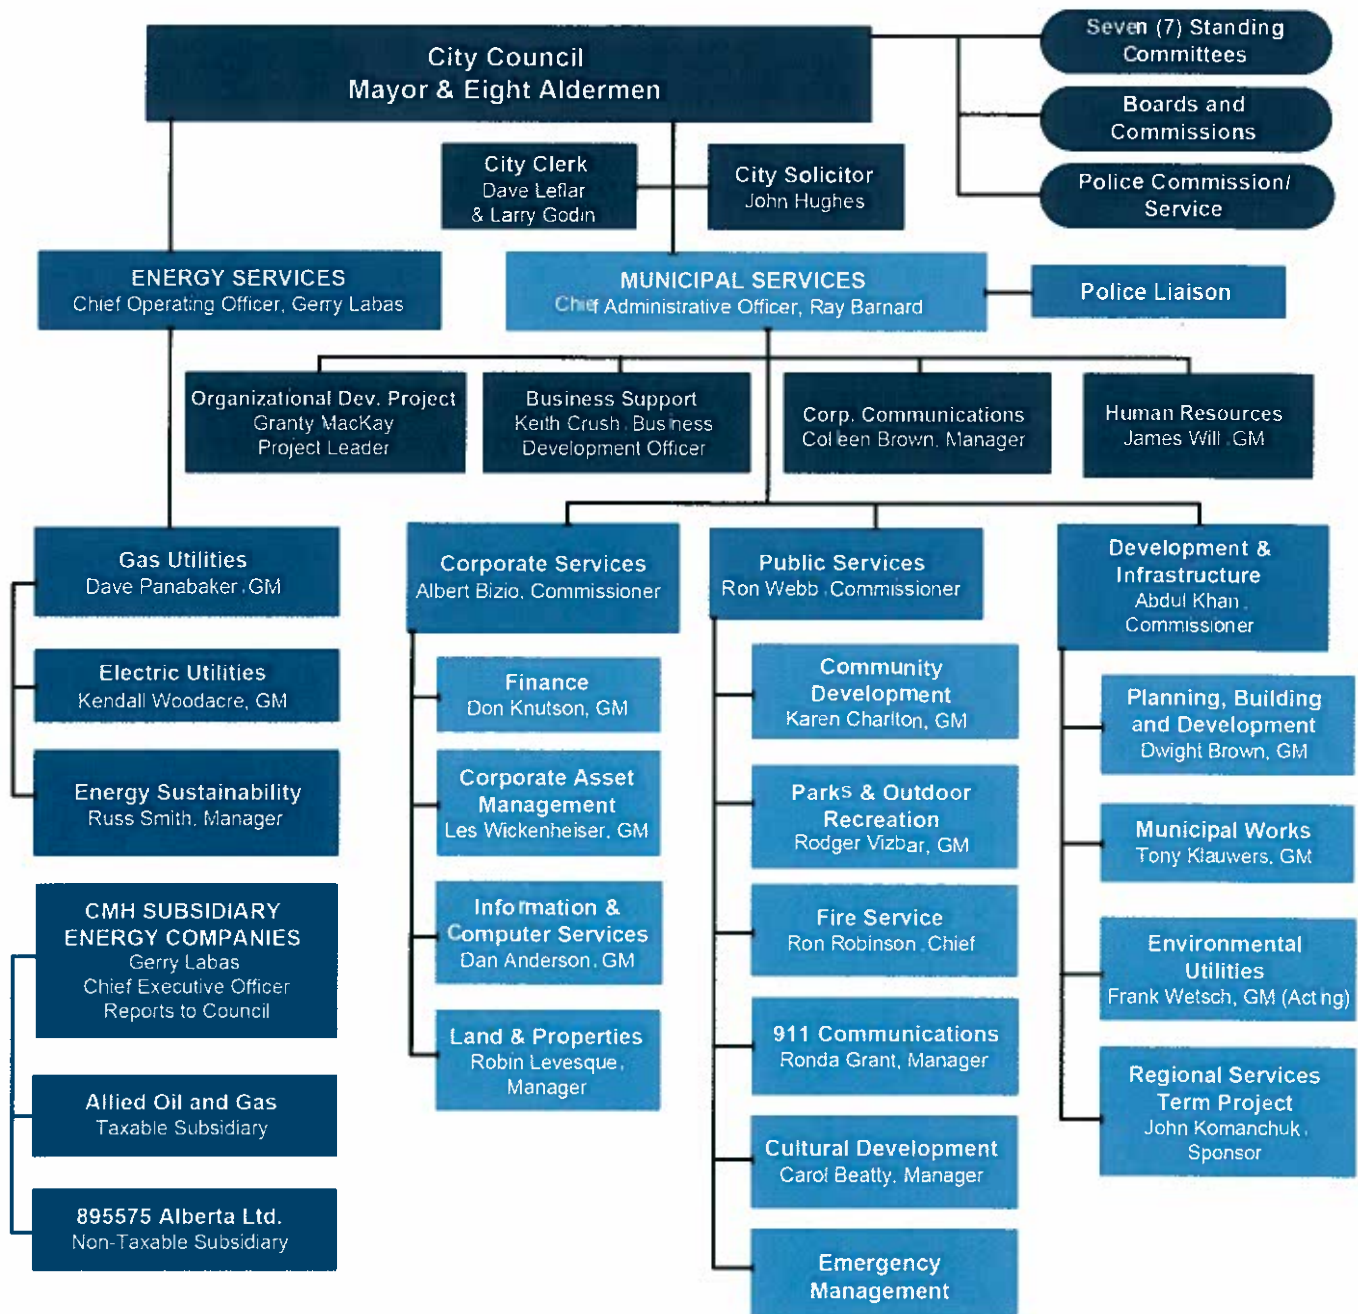 City Council
Mayor & Eight Aldermen
Seven (7) Standing
Committees
Boards and
Commissions
Police Commission/
Service
City Clerk
Dave Leflar
& Larry Godin
City Solicitor
John Hughes
ENERGY SERVICES
Chief Operating Officer, Gerry Labas
MUNICIPAL SERVICES
Chief Administrative Officer, Ray Barnard
Police Liaison
Organizational Dev. Project
Granty MacKay
Project Leader
Business Support
Keith Crush, Business
Development Officer
Corp. Communications
Colleen Brown, Manager
Human Resources
James Will, GM
Gas Utilities
Dave Panabaker, GM
Electric Utilities
Kendall Woodacre, GM
Energy Sustainability
Russ Smith, Manager
CMH SUBSIDIARY
ENERGY COMPANIES
Gerry Labas
Chief Executive Officer
Reports to Council
Allied Oil and Gas
Taxable Subsidiary
895575 Alberta Ltd.
Non-Taxable Subsidiary
Corporate Services
Albert Bizio, Commissioner
Finance
Don Knutson, GM
Corporate Asset
Management
Les Wickenheiser, GM
Information &
Computer Services
Dan Anderson, GM
Land & Properties
Robin Levesque,
Manager
Public Services
Ron Webb, Commissioner
Community
Development
Karen Charlton, GM
Parks & Outdoor
Recreation
Rodger Vizbar, GM
Fire Service
Ron Robinson, Chief
911 Communications
Ronda Grant, Manager
Cultural Development
Carol Beatty, Manager
Emergency
Management
Development &
Infrastructure
Abdul Khan,
Commissioner
Planning, Building
and Development
Dwight Brown, GM
Municipal Works
Tony Klauwers, GM
Environmental
Utilities
Frank Wetsch, GM (Acting)
Regional Services
Term Project
John Komanchuk,
Sponsor